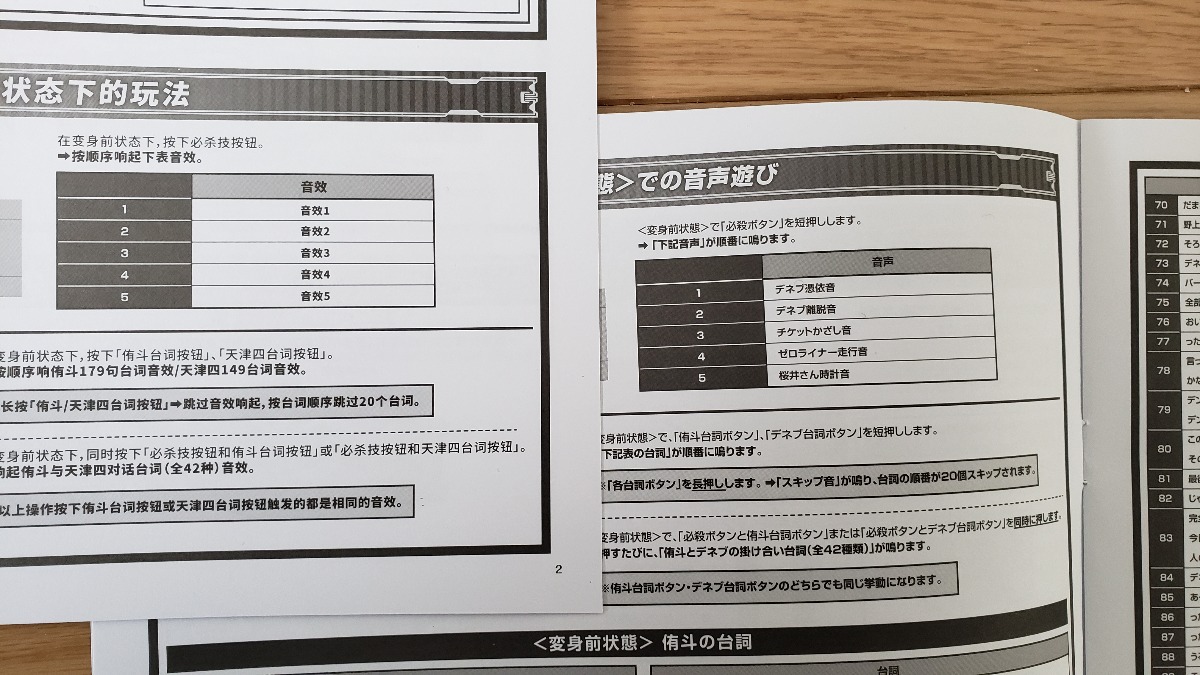 状态下的玩法
在变身前状态下,按下必杀技按钮。
➡按顺序响起下表音效。
音效
1 音效1
2 音效2
3 音效3
4 音效4
5 音效5
变身前状态下,按下「侑斗台词按钮」、「天津四台词按钮」。
按顺序响侑斗179句台词音效/天津四149台词音效。
长按「侑斗/天津四台词按钮」➡跳过音效响起,按台词顺序跳过20个台词。
变身前状态下,同时按下「必杀技按钮和侑斗台词按钮」或「必杀技按钮和天津四台词按钮」。
响起侑斗与天津四对话台词(全42种)音效。
以上操作按下侑斗台词按钮或天津四台词按钮触发的都是相同的音效。
2
態>での音声遊び
<変身前状態>で「必殺ボタン」を短押しします。
➡「下記音声」が順番に鳴ります。
音声
1 デネブ憑依音
2 デネブ離脱音
3 チケットかざし音
4 ゼロライナー走行音
5 桜井さん時計音
変身前状態>で、「侑斗台詞ボタン」、「デネブ台詞ボタン」を短押しします。
「下記表の台詞」が順番に鳴ります。
※「各台詞ボタン」を長押しします。➡「スキップ音」が鳴り、台詞の順番が20個スキップされます。
変身前状態>で、「必殺ボタンと侑斗台詞ボタン」または「必殺ボタンとデネブ台詞ボタン」を同時に押します。
押すたびに、「侑斗とデネブの掛け合い台詞(全42種類)」が鳴ります。
※侑斗台詞ボタン・デネブ台詞ボタンのどちらでも同じ挙動になります。
<変身前状態> 侑斗の台詞
台詞
70 だま
71 野上
72 そろ
73 デネ
74 バー
75 全部
76 おい
77 った
78 言っ
かな
79 デン
デン
80 この
その
81 最後
82 じゃ
83 完全
今
人の
84 デネ
85 あ
86 った
87 った
88 うる